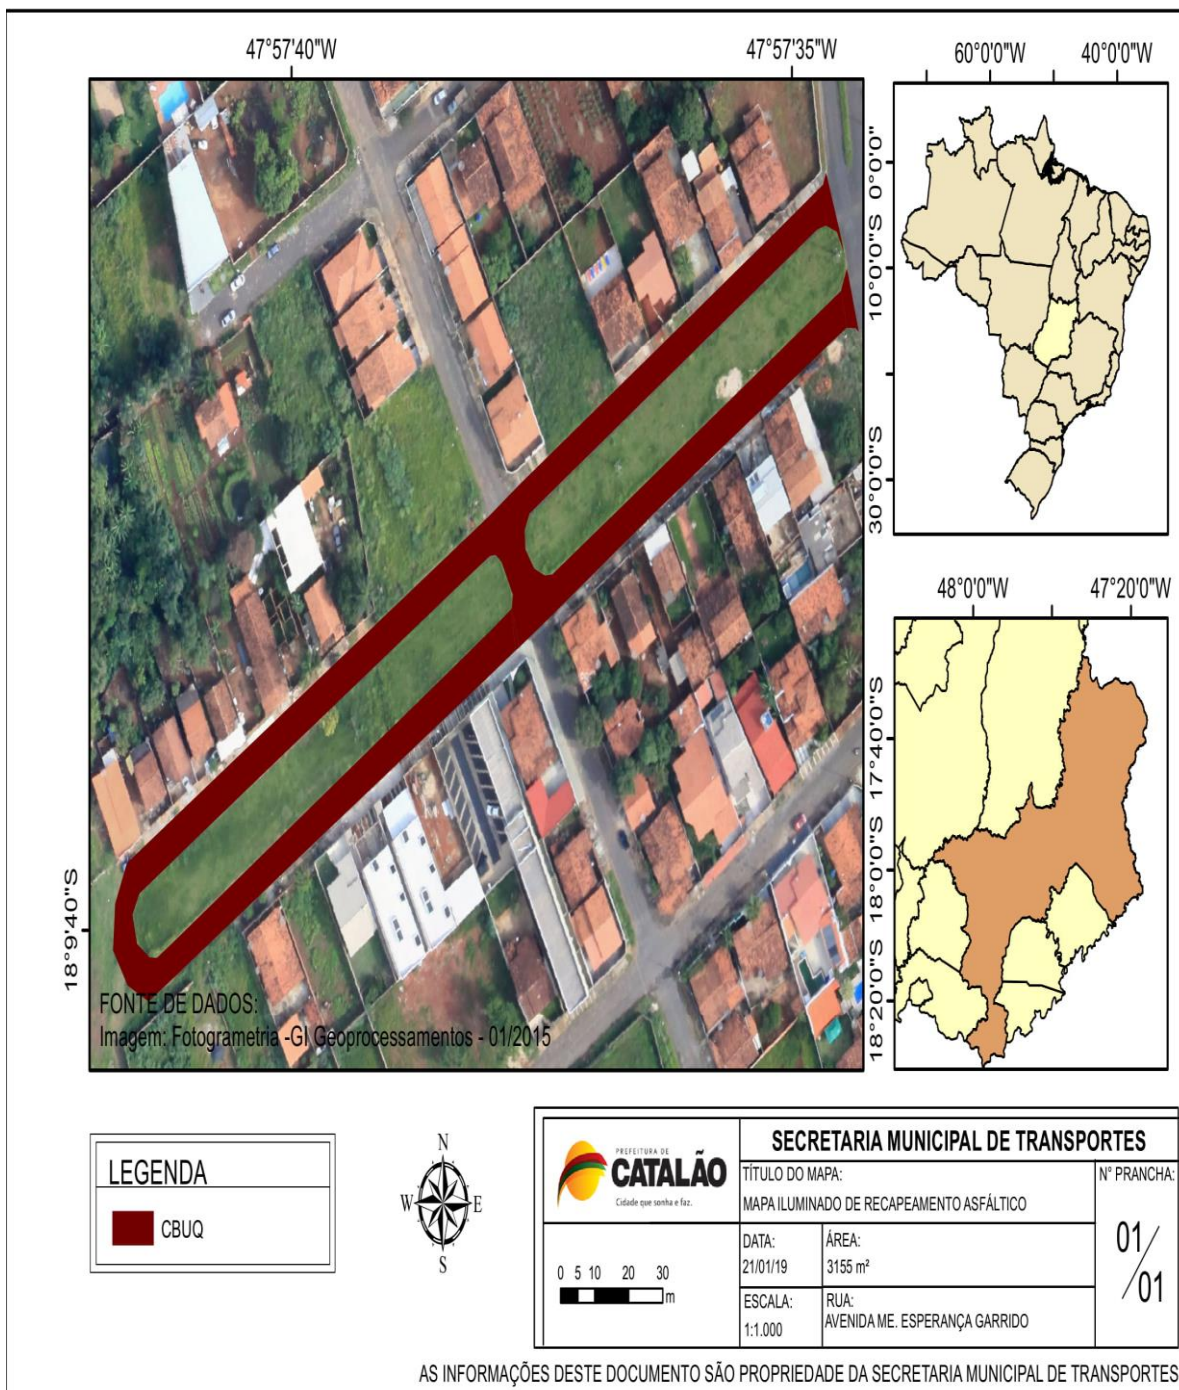 47°57'40"W
47°57'35"W
18°9'40"S
FONTE DE DADOS:
Imagem: Fotogrametria -GI Geoprocessamentos - 01/2015
60°0'0"W
40°0'0"W
0°0'0"
10°0'0"S
30°0'0"S
48°0'0"W
47°20'0"W
17°40'0"S
18°0'0"S
18°20'0"S
LEGENDA
CBUQ
N
W
E
S
PREFEITURA DE
CATALÃO
Cidade que sonha e faz.
0 5 10 20 30
m
SECRETARIA MUNICIPAL DE TRANSPORTES
TÍTULO DO MAPA:
MAPA ILUMINADO DE RECAPEAMENTO ASFÁLTICO
N° PRANCHA:
01/01
DATA:
21/01/19
ÁREA:
3155 m²
ESCALA:
1:1.000
RUA:
AVENIDA ME. ESPERANÇA GARRIDO
AS INFORMAÇÕES DESTE DOCUMENTO SÃO PROPRIEDADE DA SECRETARIA MUNICIPAL DE TRANSPORTES